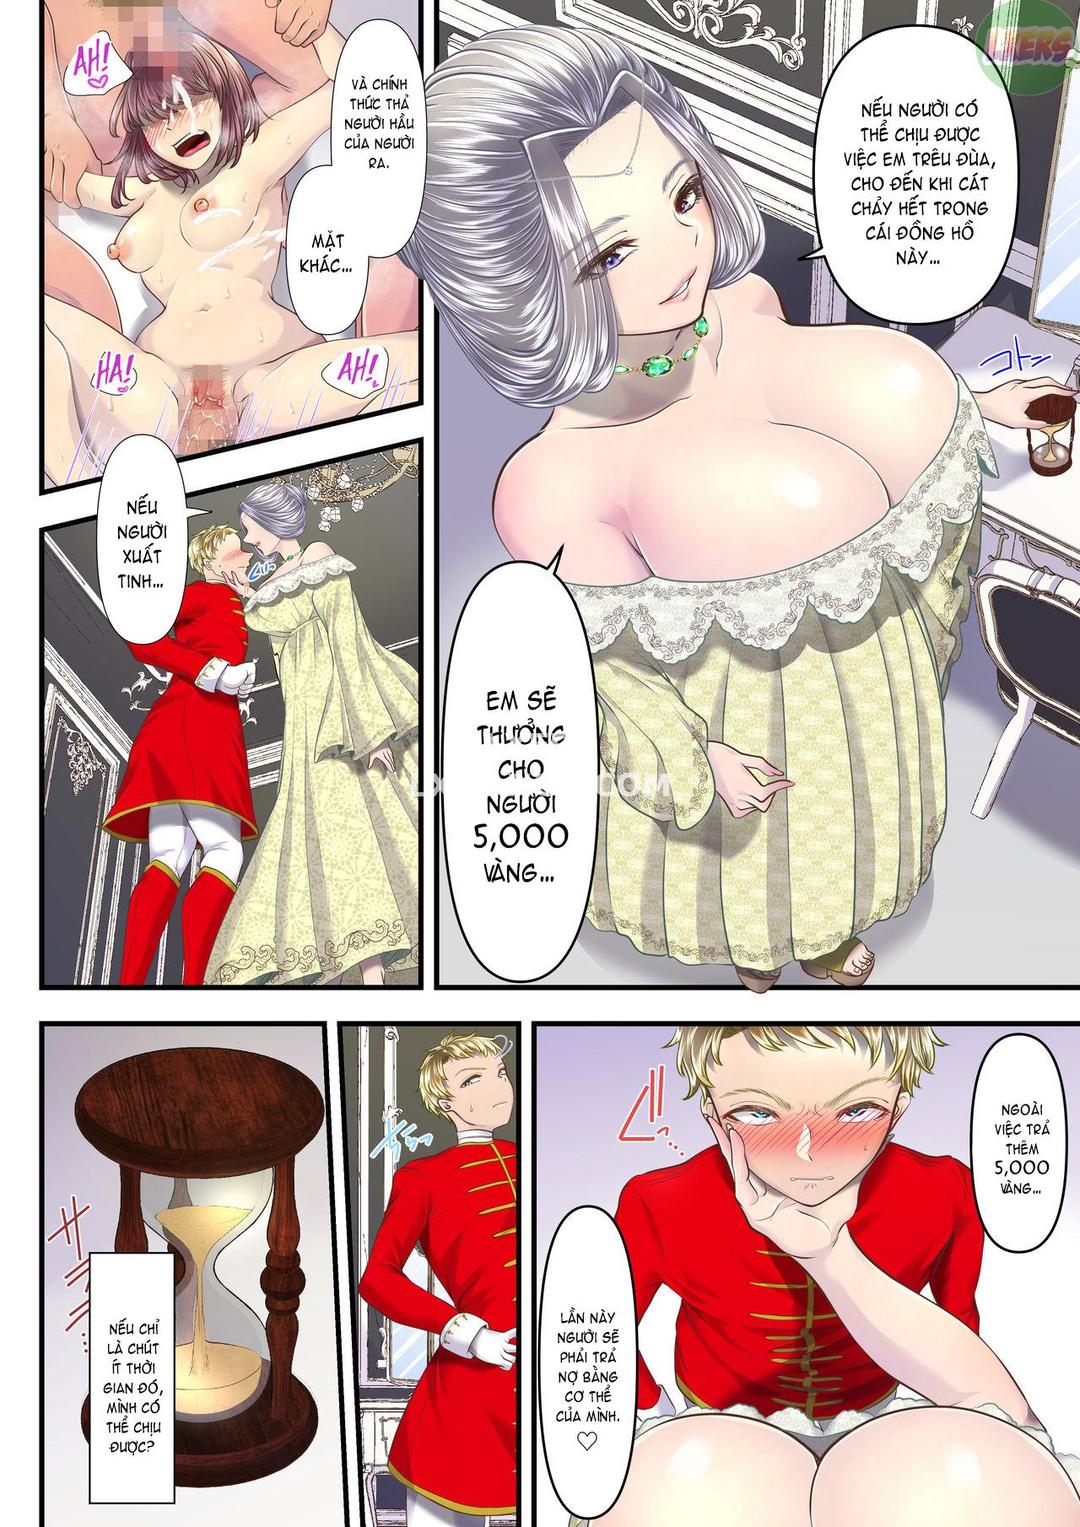 NẾU NGƯỜI CÓ
THỂ CHỊU ĐƯỢC
VIỆC EM TRÊU ĐÙA,
CHO ĐẾN KHI CÁT
CHẢY HẾT TRONG
CÁI ĐỒNG HỒ
NÀY...
コトン
EM SẼ
THƯỞNG
CHO
NGƯỜI
5,000
VÀNG...
VÀ CHÍNH
THỨC THẢ
NGƯỜI HẦU
CỦA NGƯỜI
RA.
MẶT
KHÁC...
AH!
HA!
AH!
NẾU
NGƯỜI
XUẤT
TINH...
NGOÀI
VIỆC TRẢ
THÊM
5,000
VÀNG...
LẦN NÀY
NGƯỜI SẼ
PHẢI TRẢ
NỢ BẰNG
CƠ THỂ
CỦA MÌNH.
♡
NẾU CHỈ
LÀ CHÚT
ÍT THỜI
GIAN ĐÓ,
MÌNH CÓ
THỂ CHỊU
ĐƯỢC?